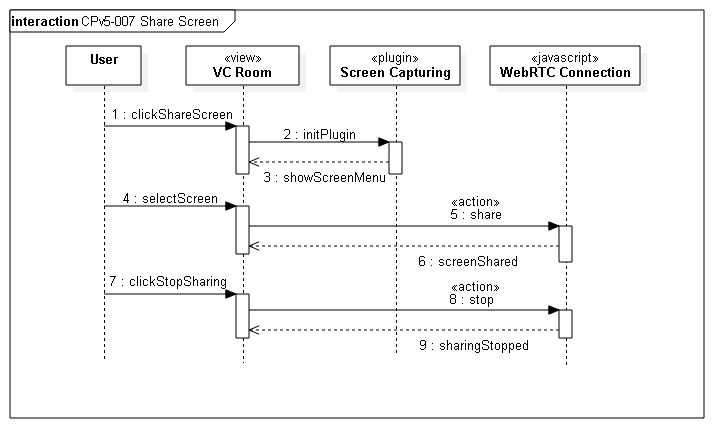 interaction CPv5-007 Share Screen
User
«view»
VC Room
«plugin»
Screen Capturing
«javascript»
WebRTC Connection
1 : clickShareScreen
2 : initPlugin
3 : showScreenMenu
4 : selectScreen
«action»
5 : share
6 : screenShared
7 : clickStopSharing
«action»
8 : stop
9 : sharingStopped